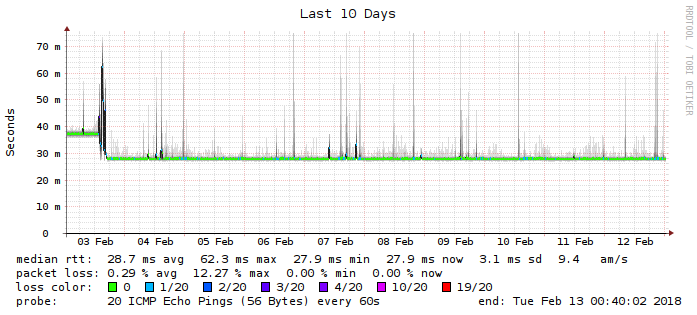 Last 10 Days
RRDTOOL / TOBI OETIKER
Seconds
70 m
60 m
50 m
40 m
30 m
20 m
10 m
0
03 Feb 04 Feb 05 Feb 06 Feb 07 Feb 08 Feb 09 Feb 10 Feb 11 Feb 12 Feb
median rtt: 28.7 ms avg 62.3 ms max 27.9 ms min 27.9 ms now 3.1 ms sd 9.4 am/s
packet loss: 0.29 % avg 12.27 % max 0.00 % min 0.00 % now
loss color: 0 1/20 2/20 3/20 4/20 10/20 19/20
probe: 20 ICMP Echo Pings (56 Bytes) every 60s end: Tue Feb 13 00:40:02 2018